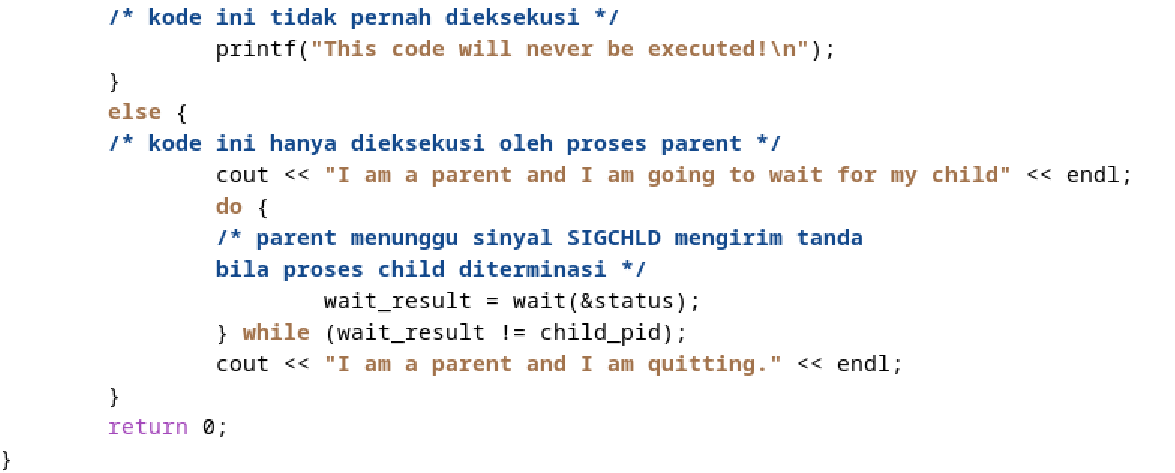 /* kode ini tidak pernah dieksekusi */
printf("This code will never be executed!\n");
}
else {
/* kode ini hanya dieksekusi oleh proses parent */
cout << "I am a parent and I am going to wait for my child" << endl;
do {
/* parent menunggu sinyal SIGCHLD mengirim tanda
bila proses child diterminasi */
wait_result = wait(&status);
} while (wait_result != child_pid);
cout << "I am a parent and I am quitting." << endl;
}
return 0;
}